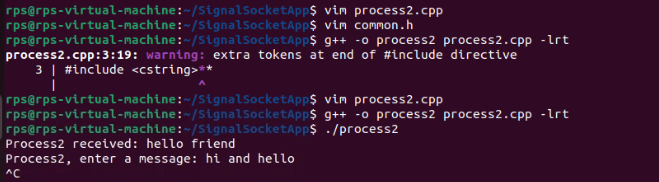 rps@rps-virtual-machine:~/SignalSocketApp$ vim process2.cpp
rps@rps-virtual-machine:~/SignalSocketApp$ vim common.h
rps@rps-virtual-machine:~/SignalSocketApp$ g++ -o process2 process2.cpp -lrt
process2.cpp:3:19: warning: extra tokens at end of #include directive
    3 | #include <cstring>**
      |                   ^
rps@rps-virtual-machine:~/SignalSocketApp$ vim process2.cpp
rps@rps-virtual-machine:~/SignalSocketApp$ g++ -o process2 process2.cpp -lrt
rps@rps-virtual-machine:~/SignalSocketApp$ ./process2
Process2 received: hello friend
Process2, enter a message: hi and hello
^C